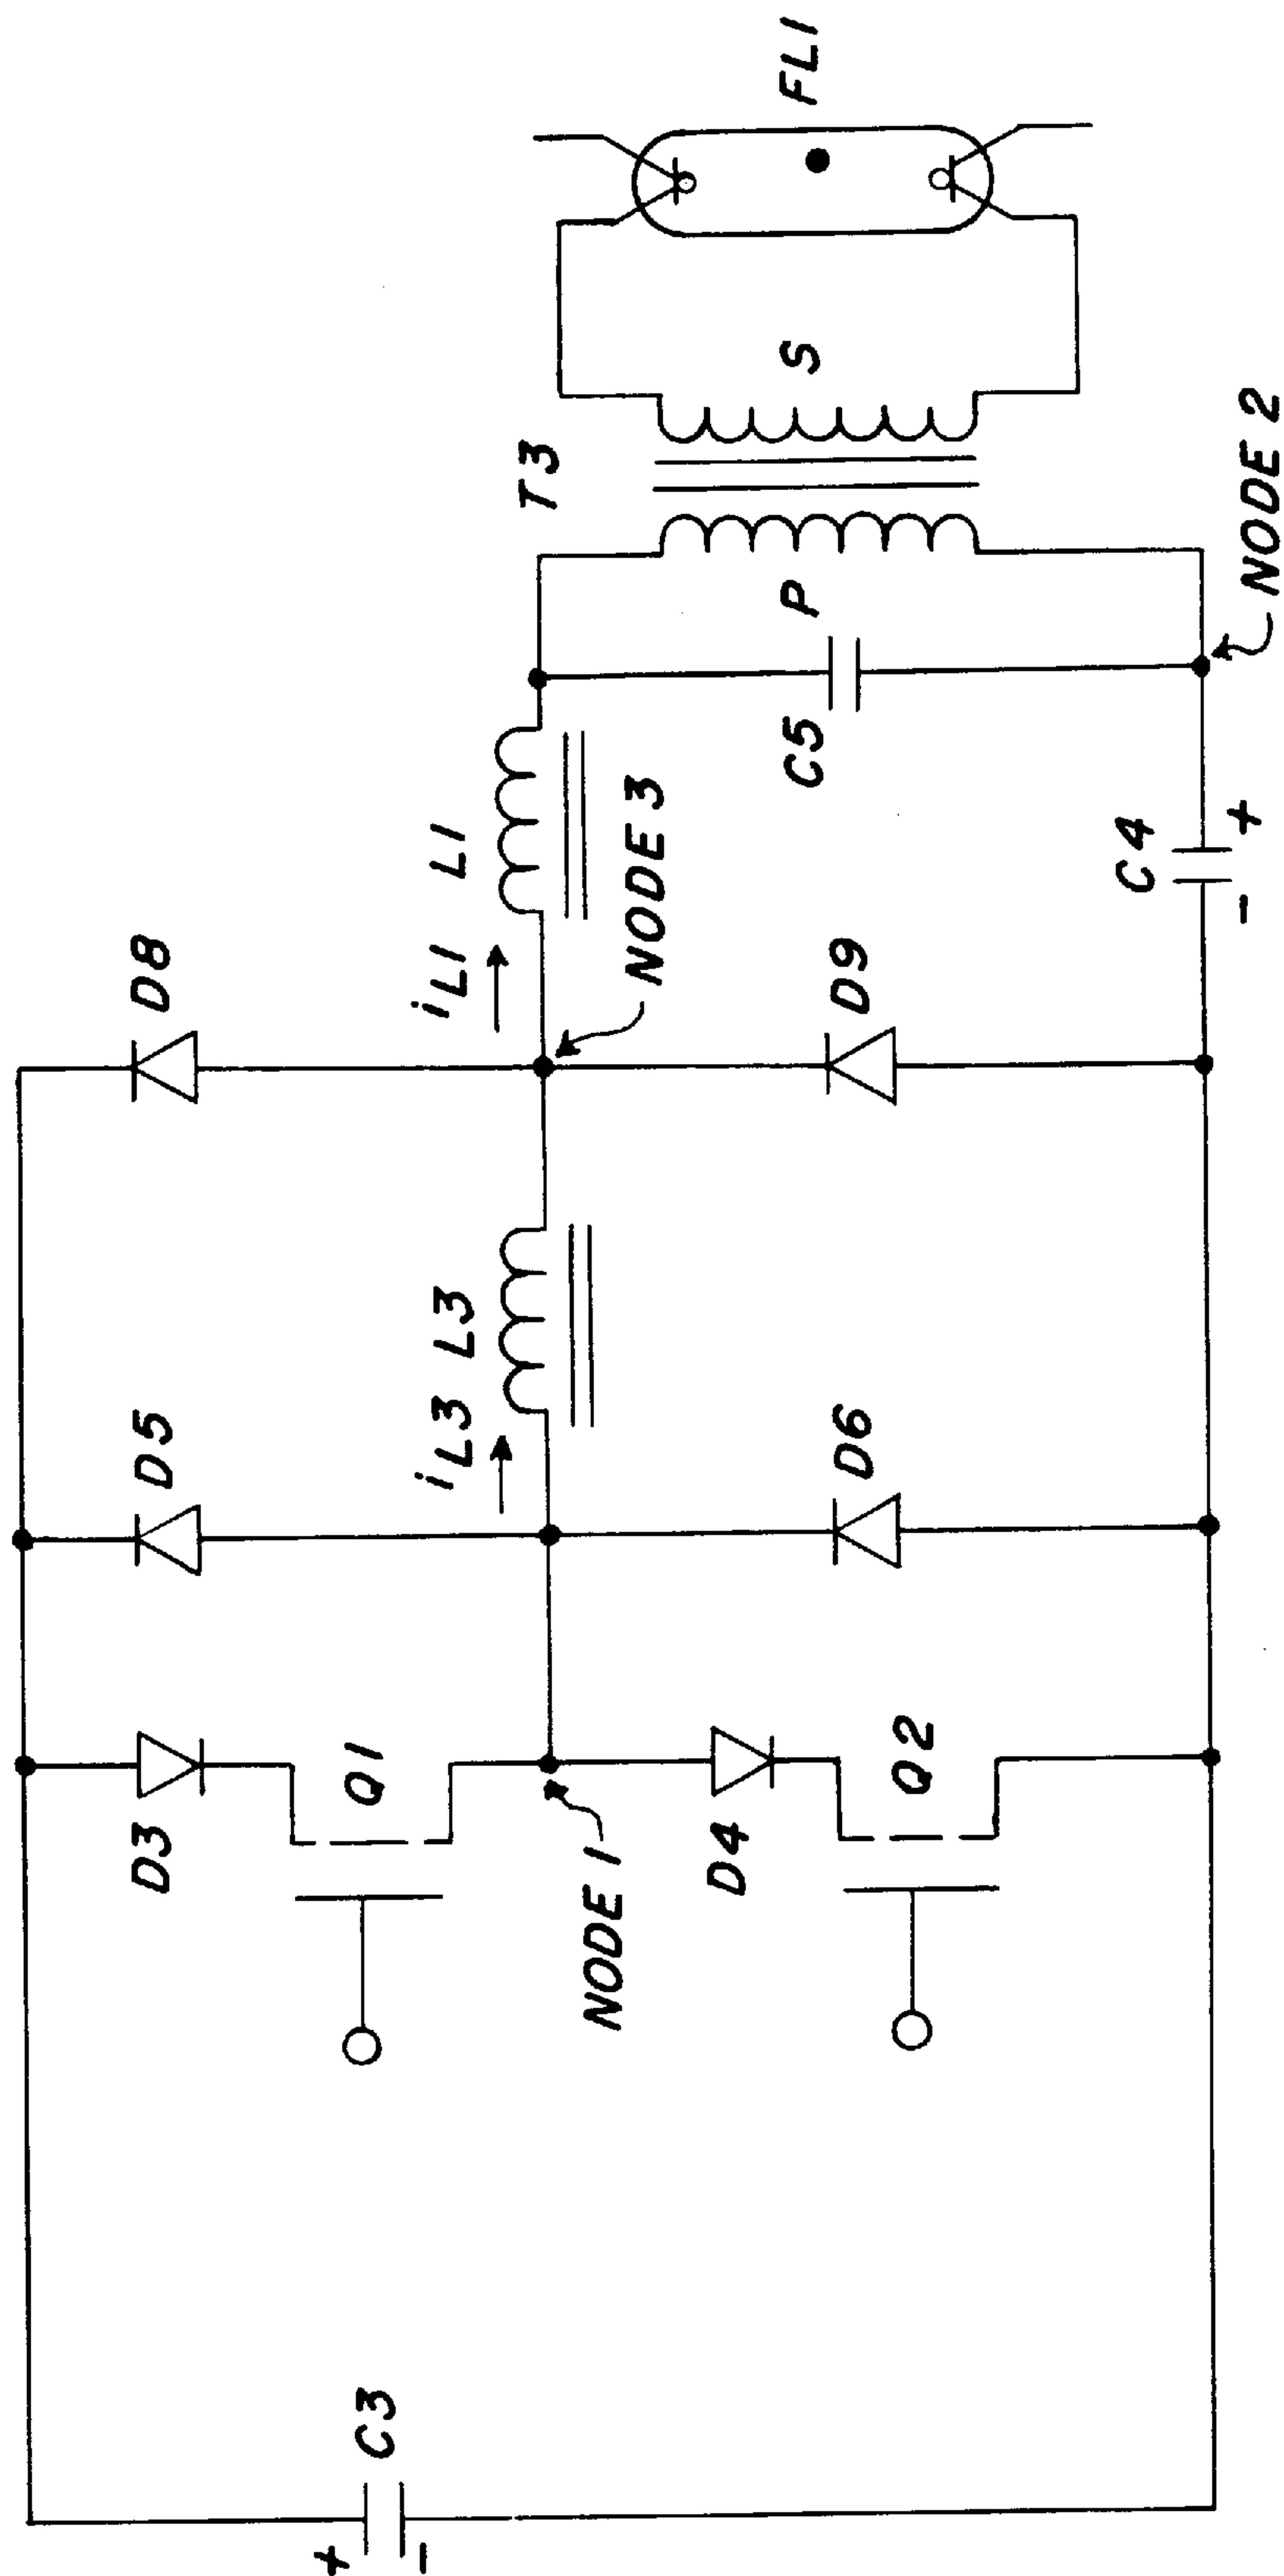 C3
+
-
D3
Q1
NODE 1
D4
Q2
D5
iL3 L3
D6
D8
iL1 L1
NODE 3
D9
C4
- +
C5
P
T3
S
NODE 2
FL1